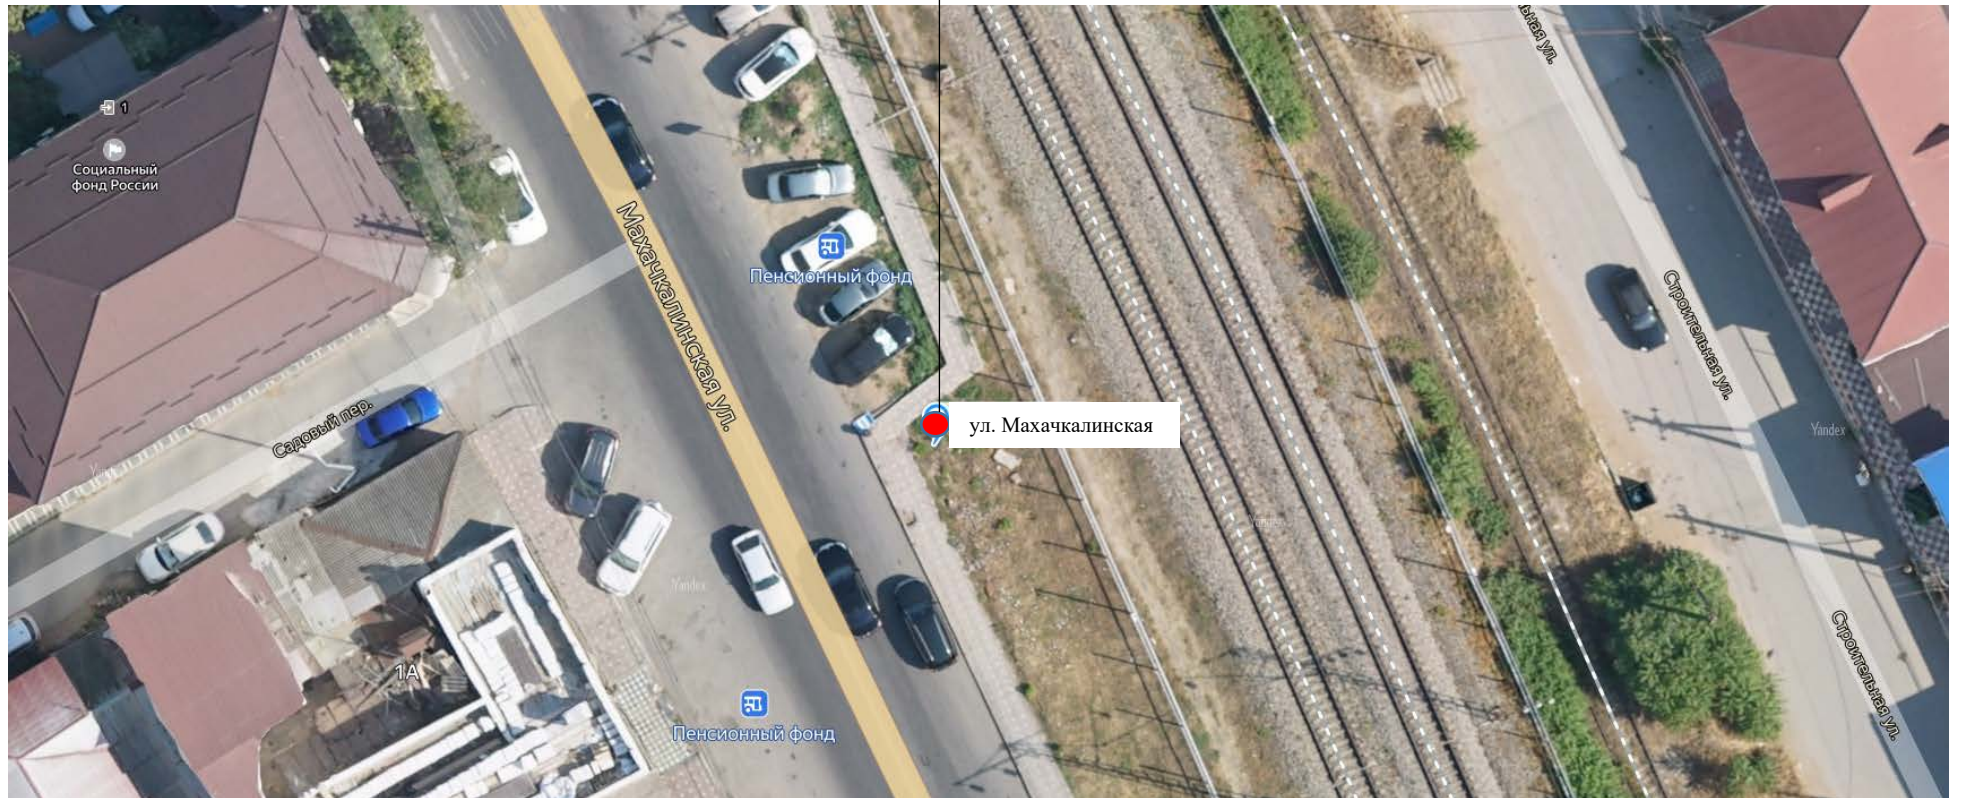 ьная ул.
1
Социальный
фонд России
Махачкалинская ул.
Пенсионный фонд
Строительная ул.
Садовый пер.
ул. Махачкалинская
Yandex
Yandex
Yandex
Yandex
1А
Строительная ул.
Пенсионный фонд